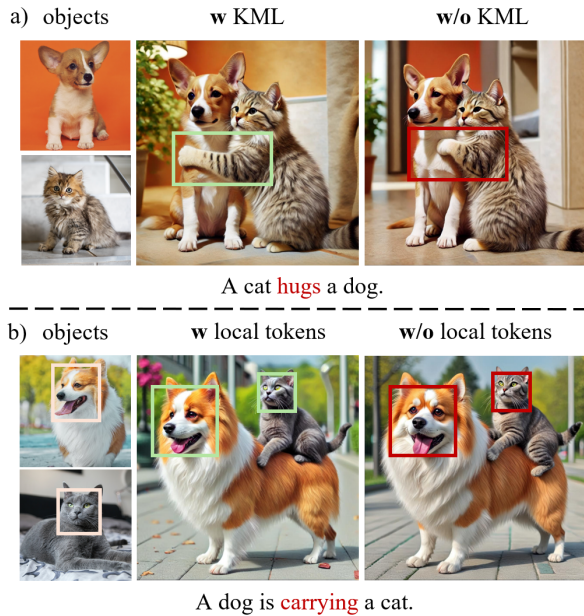 a) objects w KML w/o KML
A cat hugs a dog.
b) objects w local tokens w/o local tokens
A dog is carrying a cat.